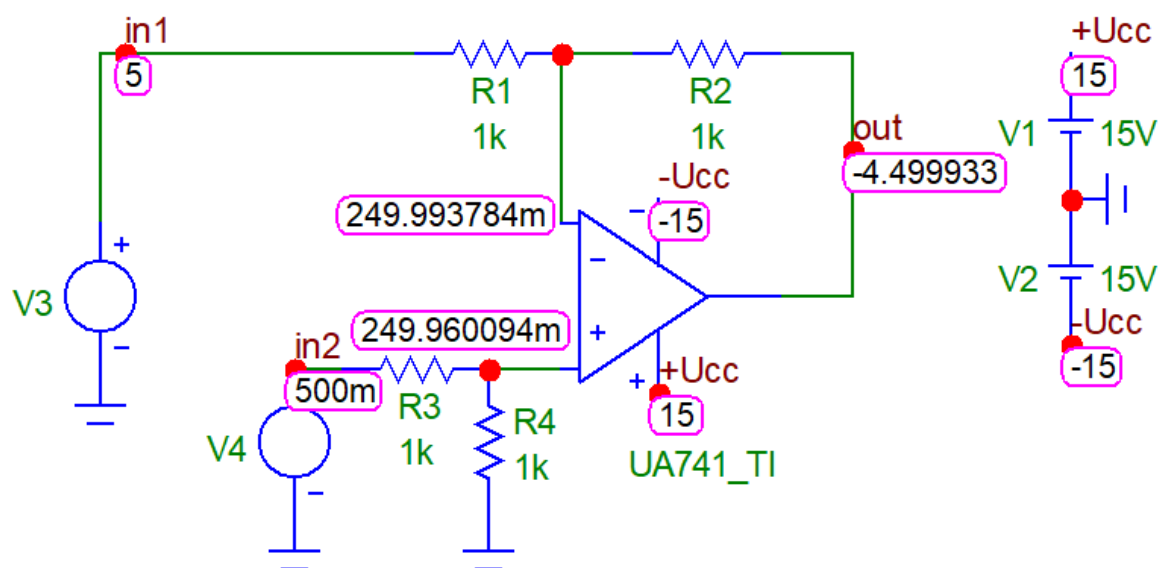 in1
5
R1
1k
R2
1k
out
-4.499933
+Ucc
15
V1
15V
-Ucc
-15
249.993784m
V3
+
−
−
−
+
+
249.960094m
in2
500m
R3
1k
R4
1k
V4
−
+Ucc
15
UA741_TI
V2
15V
-Ucc
-15